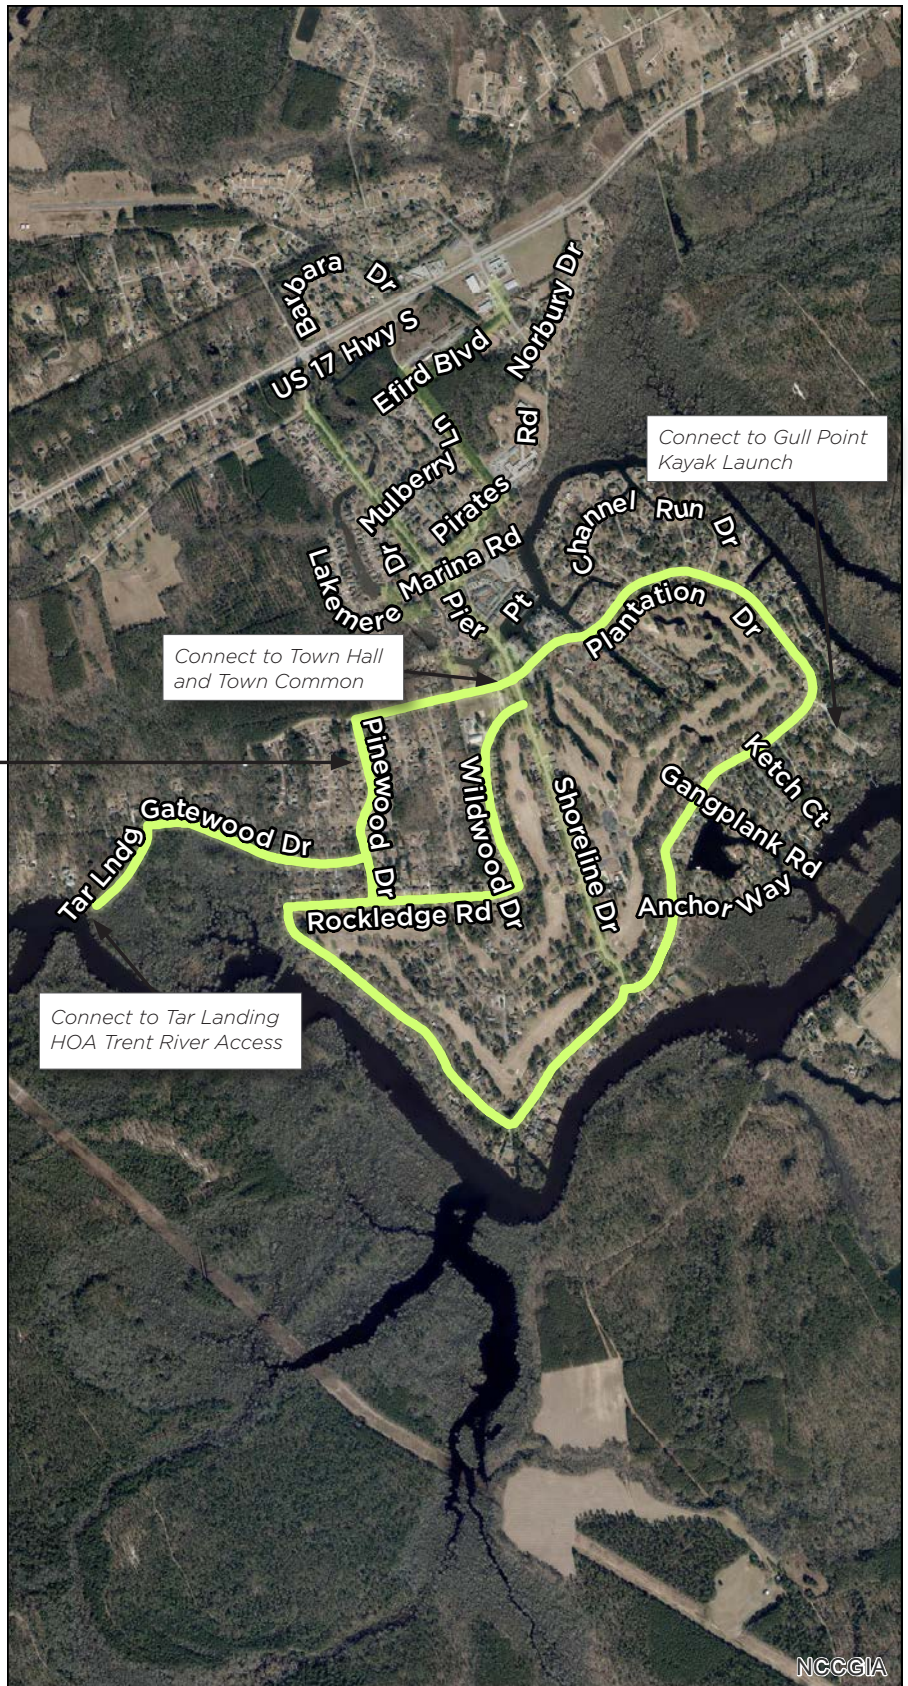 Barbara Dr
US 17 Hwy S
Efird Blvd
Norbury Dr
Rd
Connect to Gull Point
Kayak Launch
Mulberry Ln
Pirates
Channel Run Dr
Lakemere Dr
Marina Rd
Pier Pt
Plantation Dr
Connect to Town Hall
and Town Common
Pinewood Dr
Wildwood Dr
Shoreline Dr
Ketch Ct
Gangplank Rd
Gatewood Dr
Tar Lndg
Rockledge Rd
Anchor Way
Connect to Tar Landing
HOA Trent River Access
NCCGIA